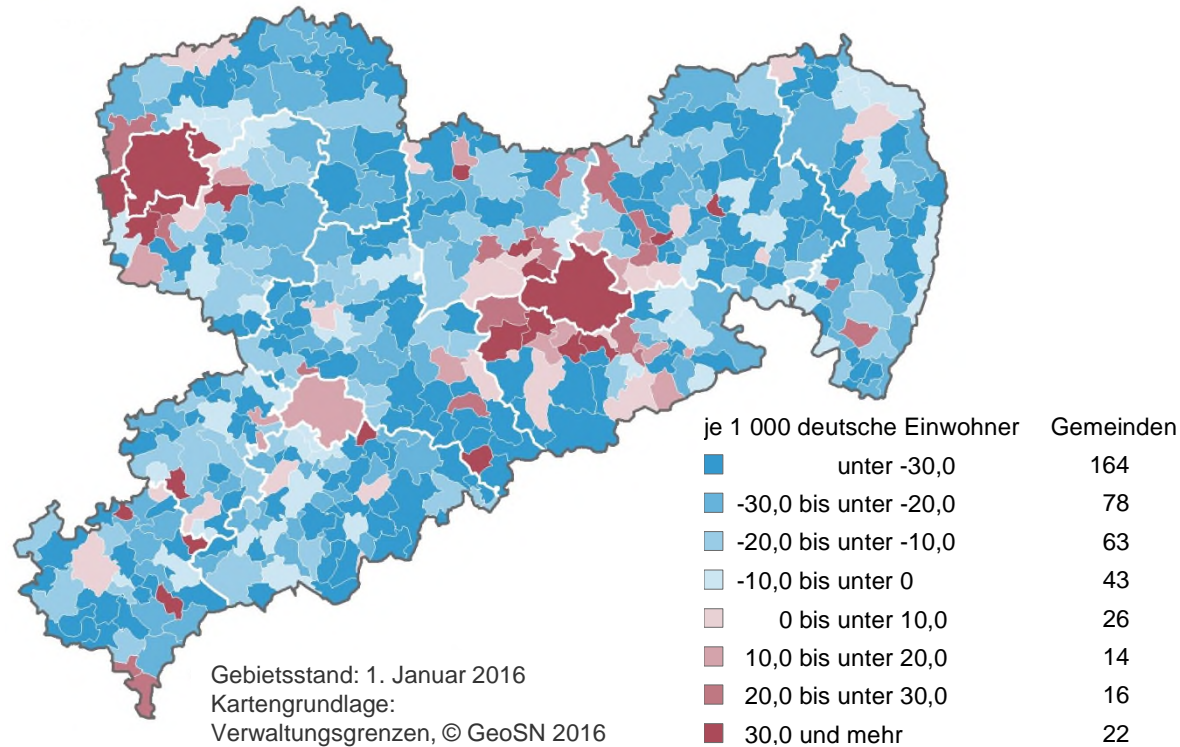 je 1 000 deutsche Einwohner Gemeinden
unter -30,0 164
-30,0 bis unter -20,0 78
-20,0 bis unter -10,0 63
-10,0 bis unter 0 43
0 bis unter 10,0 26
10,0 bis unter 20,0 14
20,0 bis unter 30,0 16
30,0 und mehr 22
Gebietsstand: 1. Januar 2016
Kartengrundlage:
Verwaltungsgrenzen, © GeoSN 2016